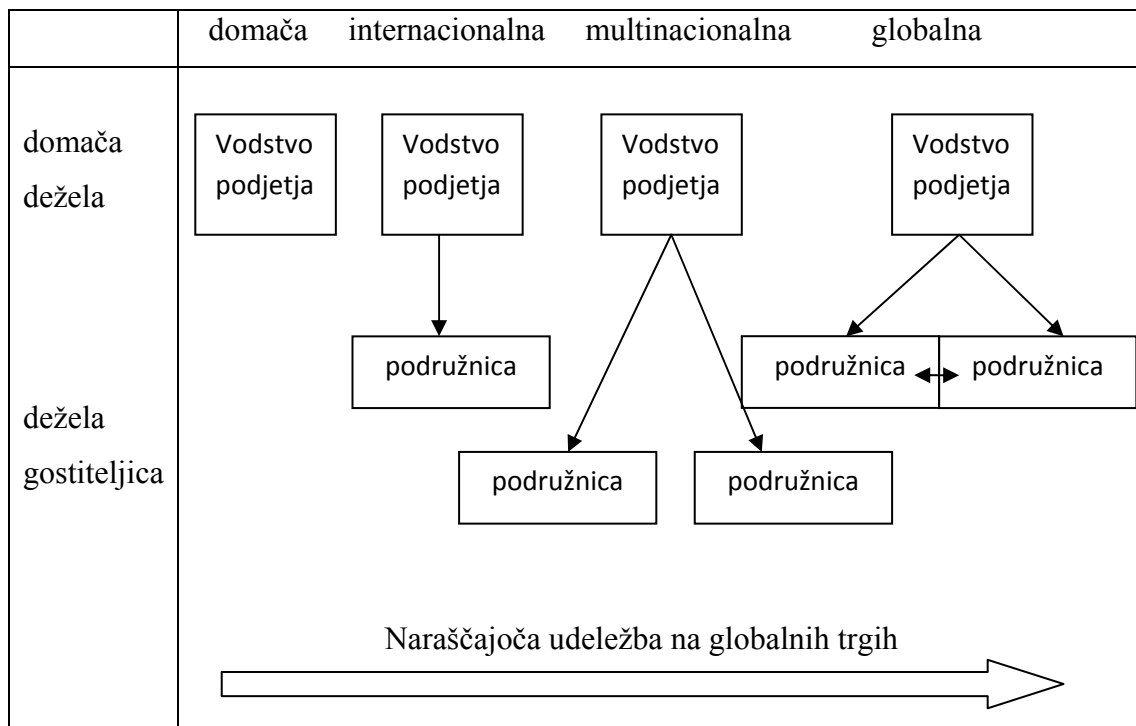 domača internacionalna multinacionalna globalna
domača
dežela
Vodstvo
podjetja
Vodstvo
podjetja
Vodstvo
podjetja
Vodstvo
podjetja
dežela
gostiteljica
podružnica
podružnica
podružnica
podružnica
podružnica
Naraščajoča udeležba na globalnih trgih